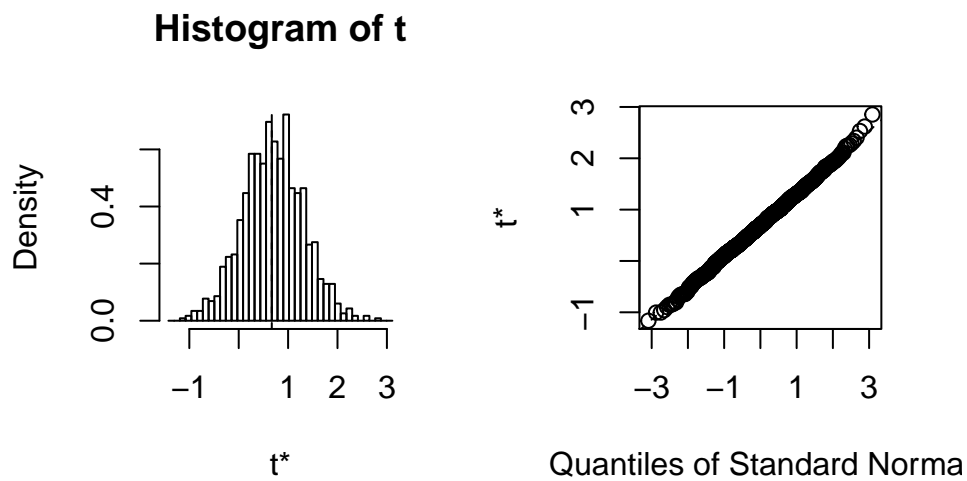 Histogram of t
Density
0.0
0.4
−1
1
2
3
t*
t*
−1
1
2
3
−3
−1
1
3
Quantiles of Standard Norma